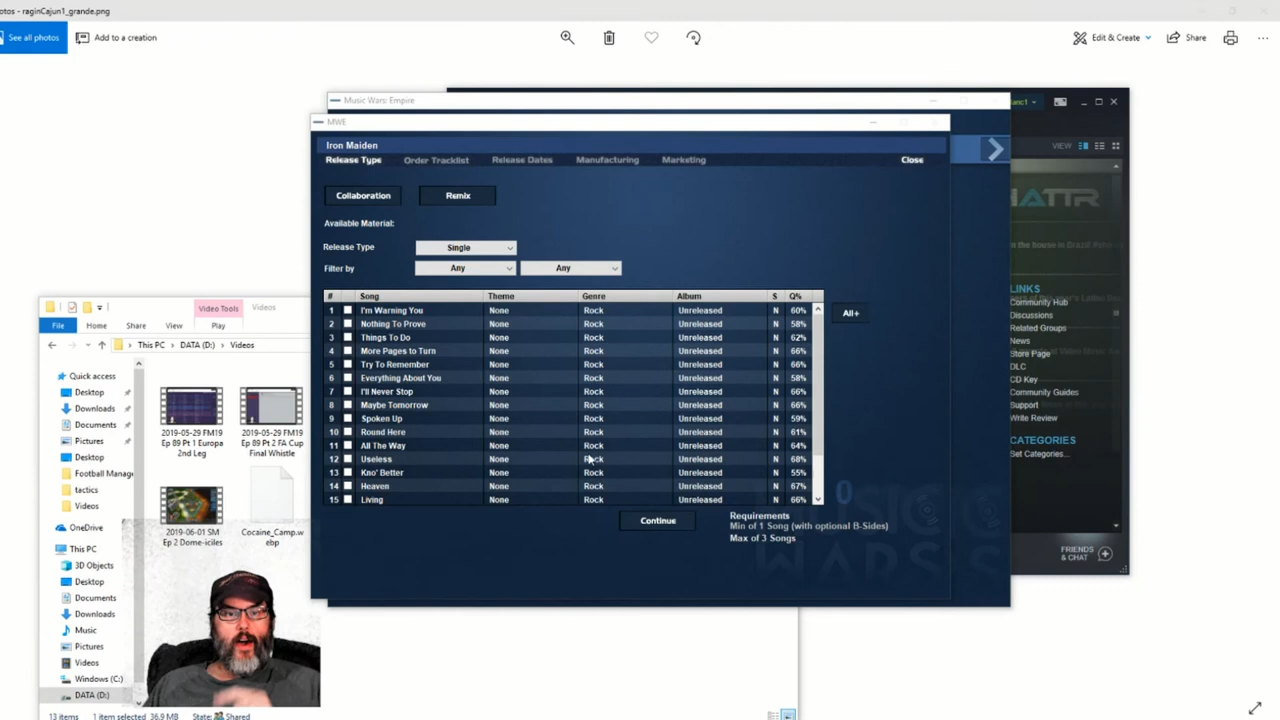 otos - raginCajun1_grande.png
See all photos
Add to a creation
Edit & Create
Share
Music Wars: Empire
MWE
Iron Maiden
Release Type Order Tracklist Release Dates Manufacturing Marketing Close
Collaboration Remix
Available Material:
Release Type Single
Filter by Any Any
# Song Theme Genre Album S Q%
1 I'm Warning You None Rock Unreleased N 60%
2 Nothing To Prove None Rock Unreleased N 58%
3 Things To Do None Rock Unreleased N 62%
4 More Pages to Turn None Rock Unreleased N 66%
5 Try To Remember None Rock Unreleased N 66%
6 Everything About You None Rock Unreleased N 58%
7 I'll Never Stop None Rock Unreleased N 66%
8 Maybe Tomorrow None Rock Unreleased N 66%
9 Spoken Up None Rock Unreleased N 59%
10 Round Here None Rock Unreleased N 61%
11 All The Way None Rock Unreleased N 64%
12 Useless None Rock Unreleased N 68%
13 Kno' Better None Rock Unreleased N 55%
14 Heaven None Rock Unreleased N 67%
15 Living None Rock Unreleased N 66%
All+
Continue
Requirements
Min of 1 Song (with optional B-Sides)
Max of 3 Songs
VIEW
LINKS
Community Hub
Discussions
Related Groups
News
Store Page
DLC
CD Key
Community Guides
Support
Write Review
CATEGORIES
Set Categories...
FRIENDS
& CHAT
Video Tools Videos
File Home Share View Play
This PC DATA (D:) Videos
Quick access
Desktop
Downloads
Documents
Pictures
Desktop
Football Manage
tactics
Videos
OneDrive
This PC
3D Objects
Desktop
Documents
Downloads
Music
Pictures
Videos
Windows (C:)
DATA (D:)
2019-05-29 FM19
Ep 89 Pt 1 Europa
2nd Leg
2019-05-29 FM19
Ep 89 Pt 2 FA Cup
Final Whistle
2019-06-01 SM
Ep 2 Dome-iciles
Cocaine_Camp.w
ebp
13 items 1 item selected 36.9 MB State: Shared